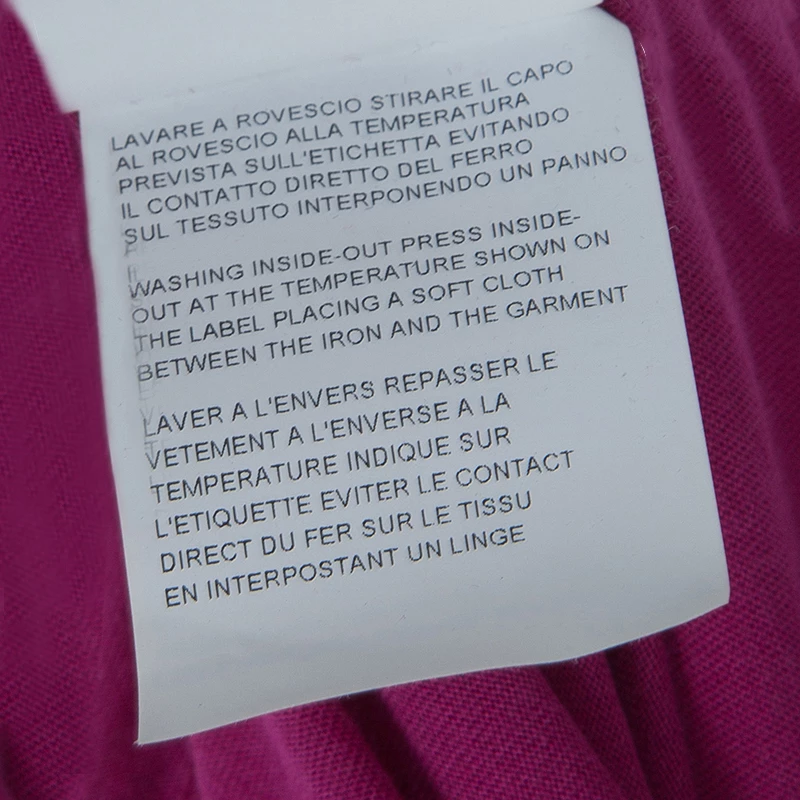 LAVARE A ROVESCIO STIRARE IL CAPO
AL ROVESCIO ALLA TEMPERATURA
PREVISTA SULL'ETICHETTA EVITANDO
IL CONTATTO DIRETTO DEL FERRO
SUL TESSUTO INTERPONENDO UN PANNO
WASHING INSIDE-OUT PRESS INSIDE-
OUT AT THE TEMPERATURE SHOWN ON
THE LABEL PLACING A SOFT CLOTH
BETWEEN THE IRON AND THE GARMENT
LAVER A L'ENVERS REPASSER LE
VETEMENT A L'ENVERSE A LA
TEMPERATURE INDIQUE SUR
L'ETIQUETTE EVITER LE CONTACT
DIRECT DU FER SUR LE TISSU
EN INTERPOSTANT UN LINGE